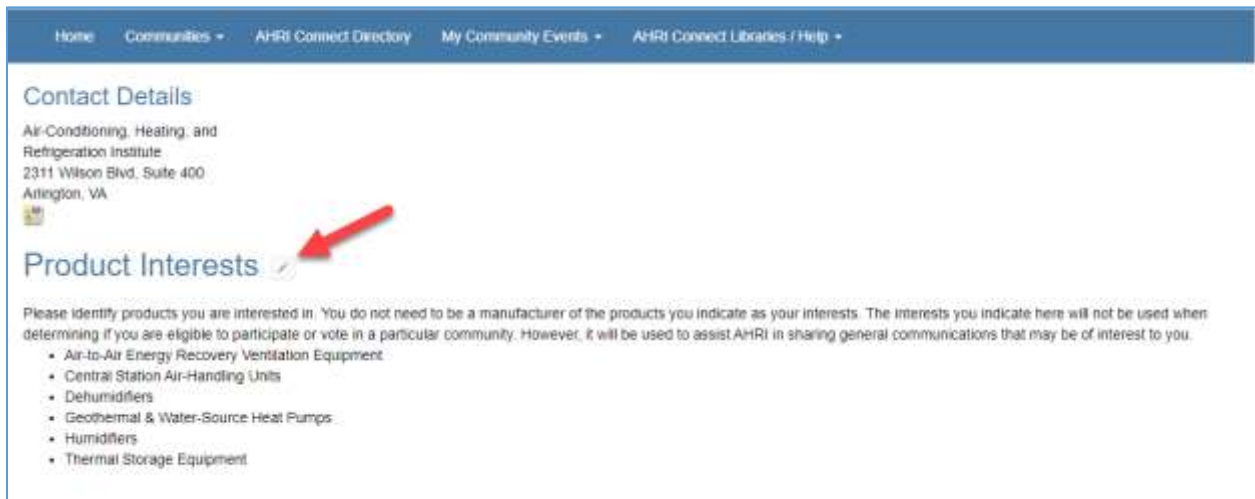 Home Communities AHRI Connect Directory My Community Events AHRI Connect Libraries / Help
Contact Details
Air-Conditioning, Heating, and
Refrigeration Institute
2311 Wilson Blvd, Suite 400
Arlington, VA
Product Interests
Please identify products you are interested in. You do not need to be a manufacturer of the products you indicate as your interests. The interests you indicate here will not be used when
determining if you are eligible to participate or vote in a particular community. However, it will be used to assist AHRI in sharing general communications that may be of interest to you.
• Air-to-Air Energy Recovery Ventilation Equipment
• Central Station Air-Handling Units
• Dehumidifiers
• Geothermal & Water-Source Heat Pumps
• Humidifiers
• Thermal Storage Equipment